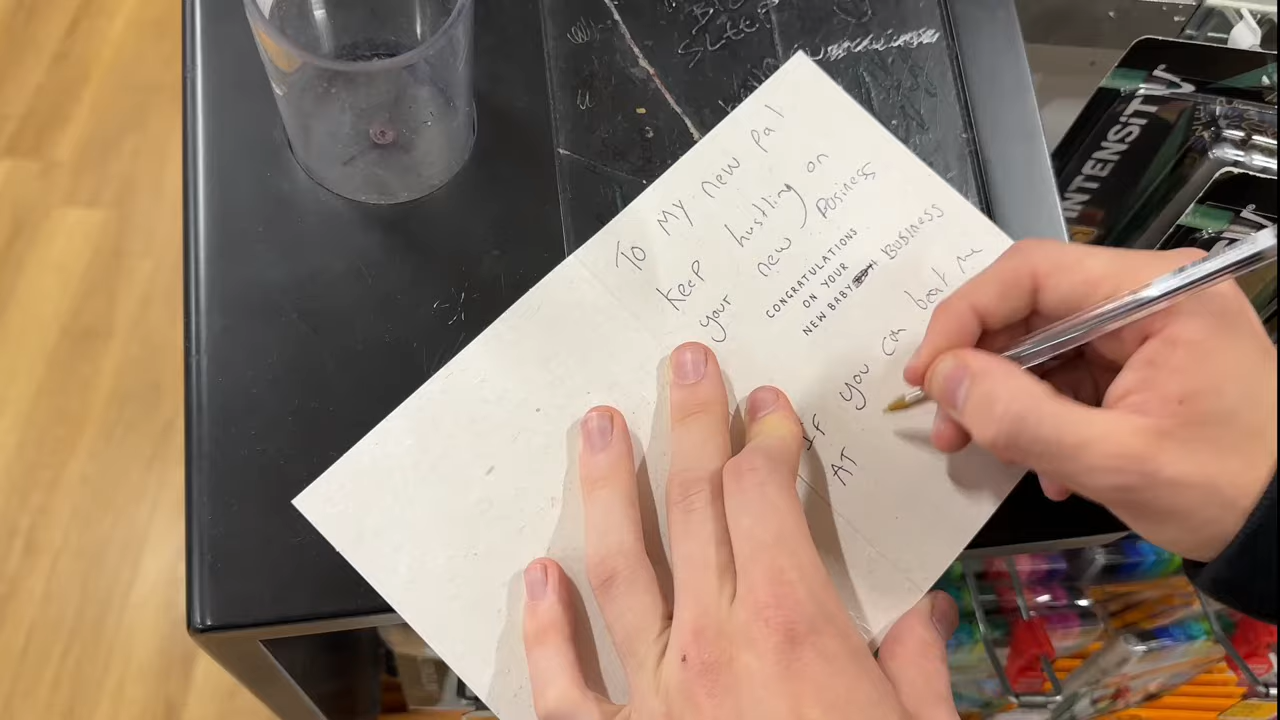 To My new pal
keep hustling on
your new Posiness
CONGRATULATIONS
ON YOUR
NEW BABY BUSINESS
IF you can beat me
AT
INTENSITY